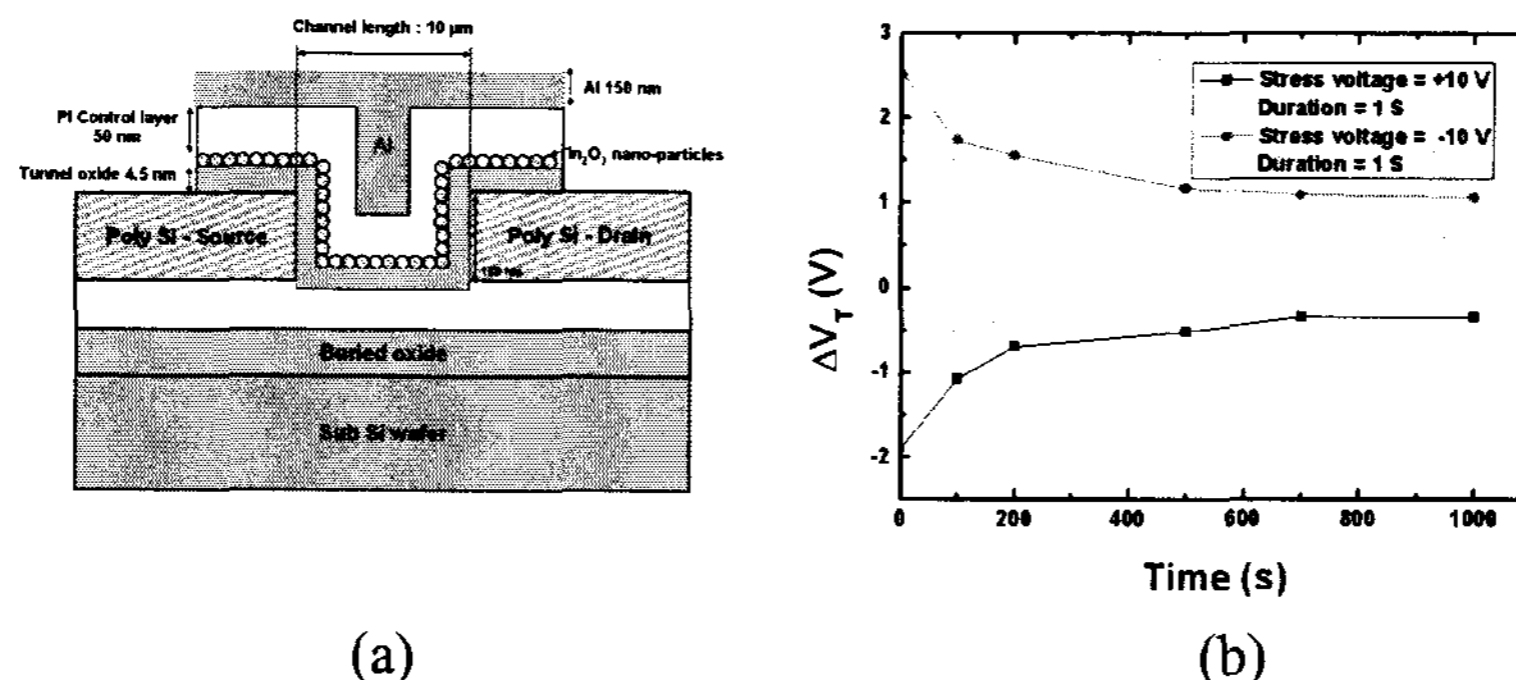 Channel length : 10 µm
Al 150 nm
PI Control layer
50 nm
Al
In₂O₃ nano-particles
Tunnel oxide 4.5 nm
Poly Si - Source
Poly Si - Drain
Buried oxide
Sub Si wafer
(a)
3
2
1
0
-1
-2
ΔV_T (V)
Stress voltage = +10 V
Duration = 1 S
Stress voltage = -10 V
Duration = 1 S
0 200 400 600 800 1000
Time (s)
(b)